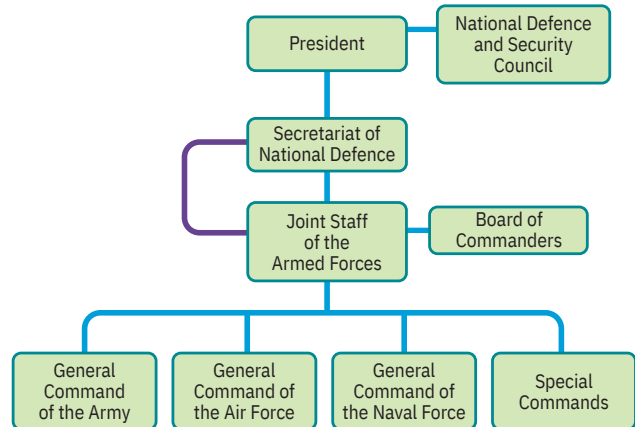 President
National Defence
and Security
Council
Secretariat of
National Defence
Joint Staff
of the
Armed Forces
Board of
Commanders
General
Command
of the Army
General
Command of
the Air Force
General
Command of
the Naval Force
Special
Commands